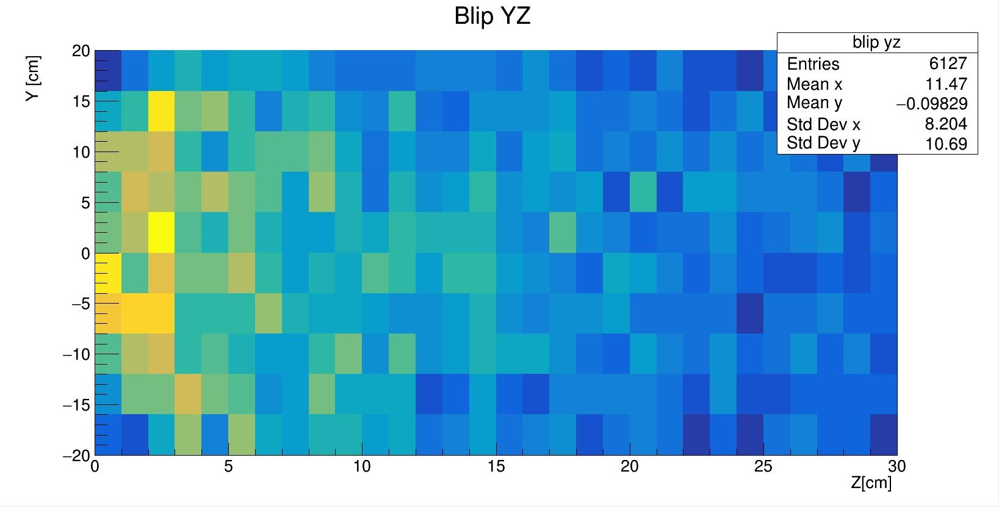 Blip YZ
blip yz
Entries 6127
Mean x 11.47
Mean y −0.09829
Std Dev x 8.204
Std Dev y 10.69
Y [cm]
20
15
10
5
0
−5
−10
−15
−20
0 5 10 15 20 25 30
Z[cm]